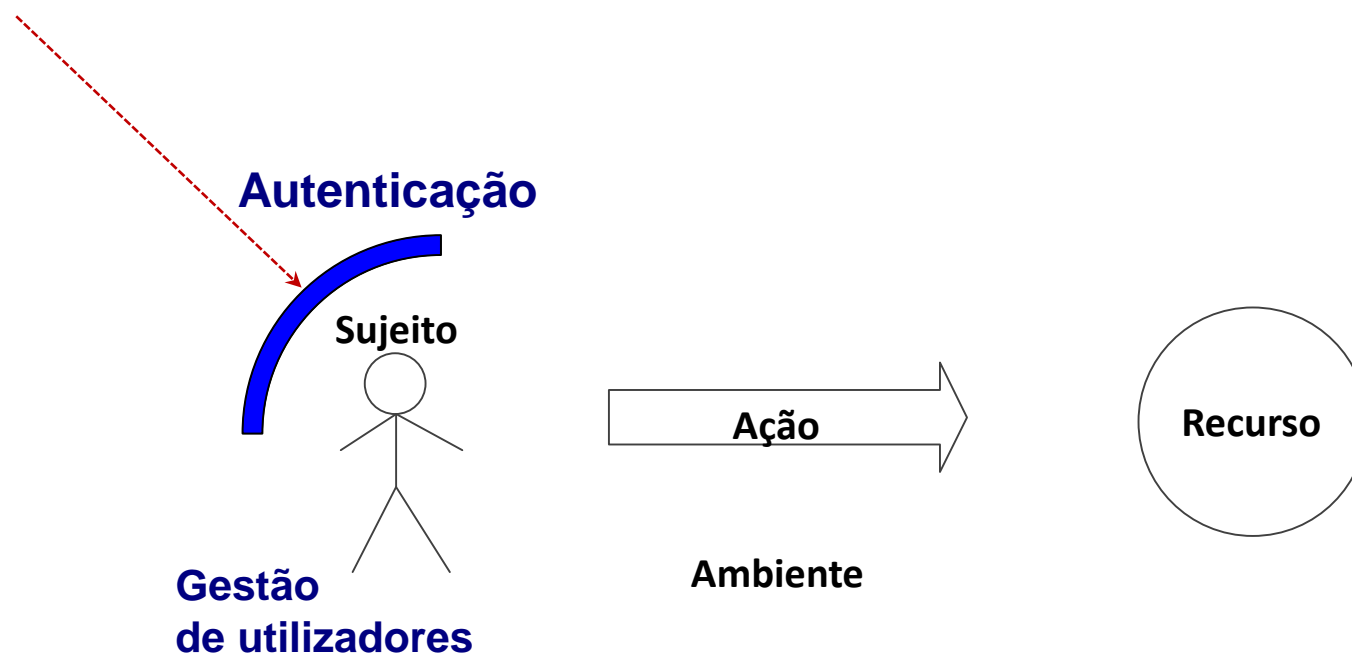 Autenticação
Sujeito
Ação
Recurso
Ambiente
Gestão
de utilizadores